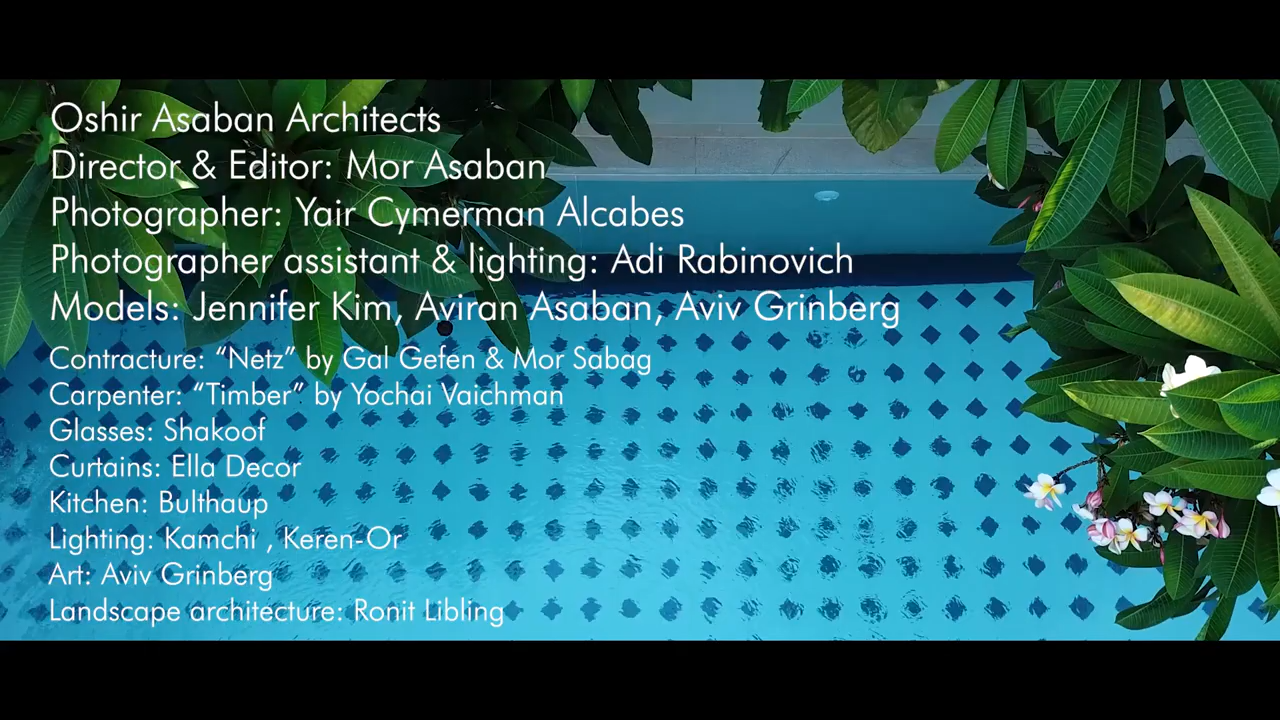 Oshir Asaban Architects
Director & Editor: Mor Asaban
Photographer: Yair Cymerman Alcabes
Photographer assistant & lighting: Adi Rabinovich
Models: Jennifer Kim, Aviran Asaban, Aviv Grinberg
Contracture: “Netz” by Gal Gefen & Mor Sabag
Carpenter: “Timber” by Yochai Vaichman
Glasses: Shakoof
Curtains: Ella Decor
Kitchen: Bulthaup
Lighting: Kamchi , Keren-Or
Art: Aviv Grinberg
Landscape architecture: Ronit Libling